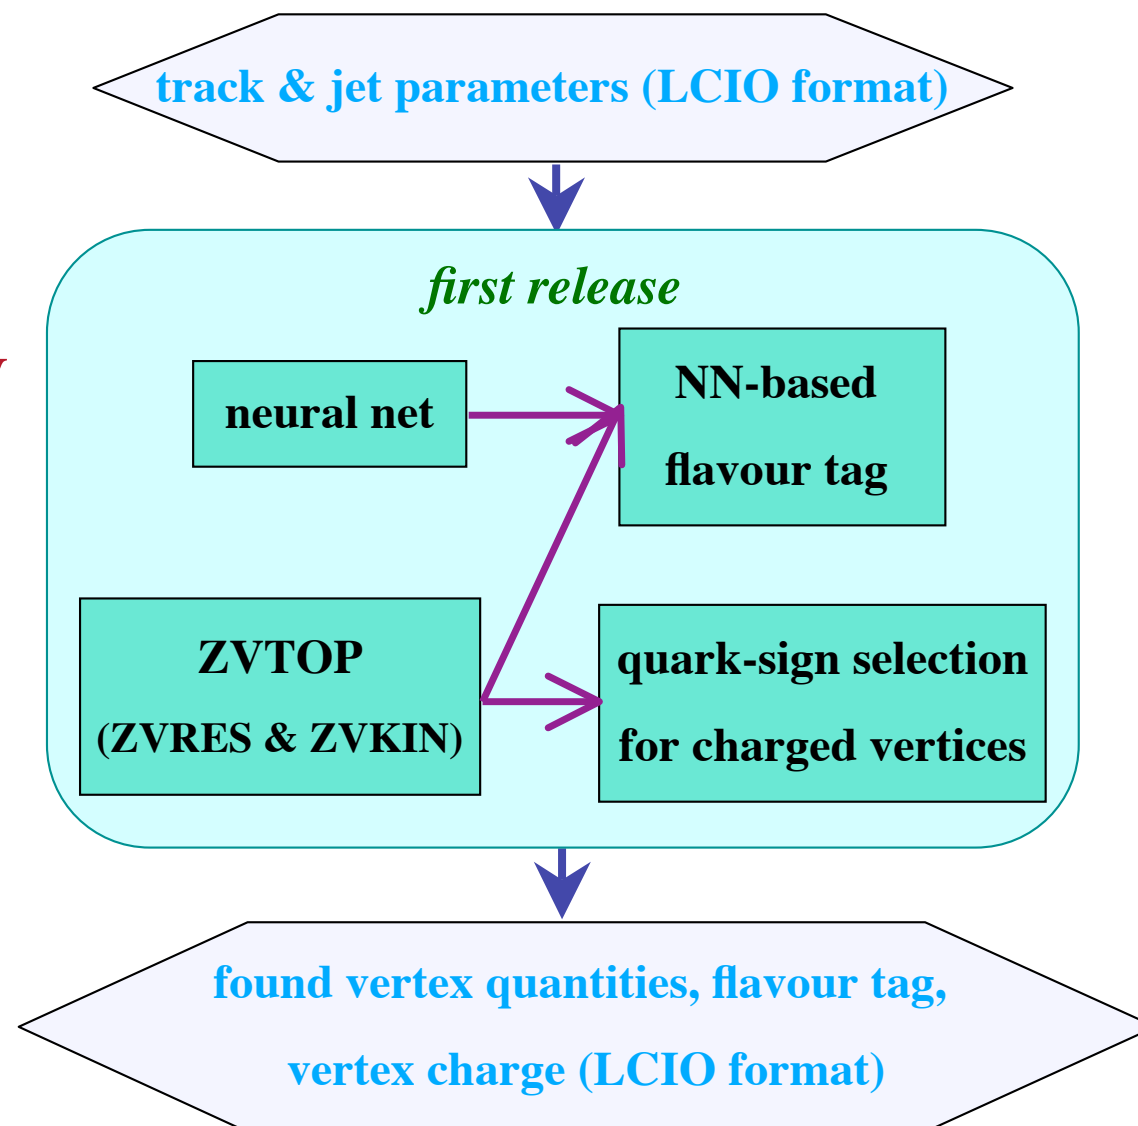 track & jet parameters (LCIO format)
first release
neural net
NN-based
flavour tag
ZVTOP
(ZVRES & ZVKIN)
quark-sign selection
for charged vertices
found vertex quantities, flavour tag,
vertex charge (LCIO format)